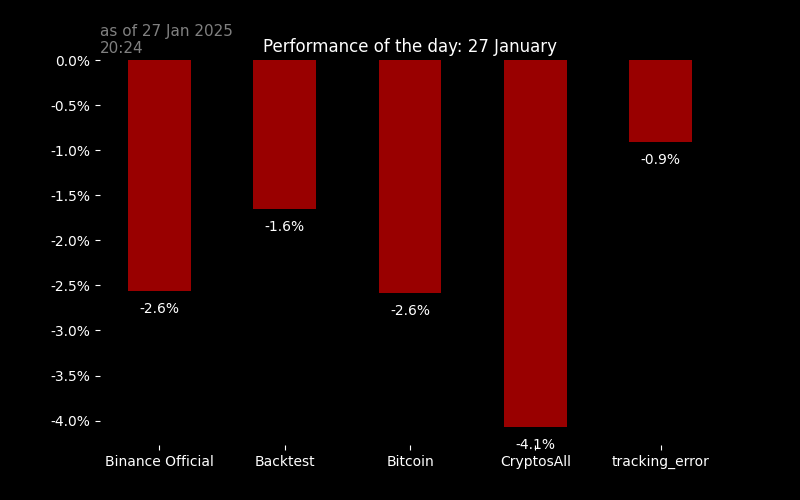 as of 27 Jan 2025
20:24
Performance of the day: 27 January
0.0%
-0.5%
-1.0%
-1.5%
-2.0%
-2.5%
-3.0%
-3.5%
-4.0%
-2.6%
-1.6%
-2.6%
-4.1%
-0.9%
Binance Official
Backtest
Bitcoin
CryptosAll
tracking_error